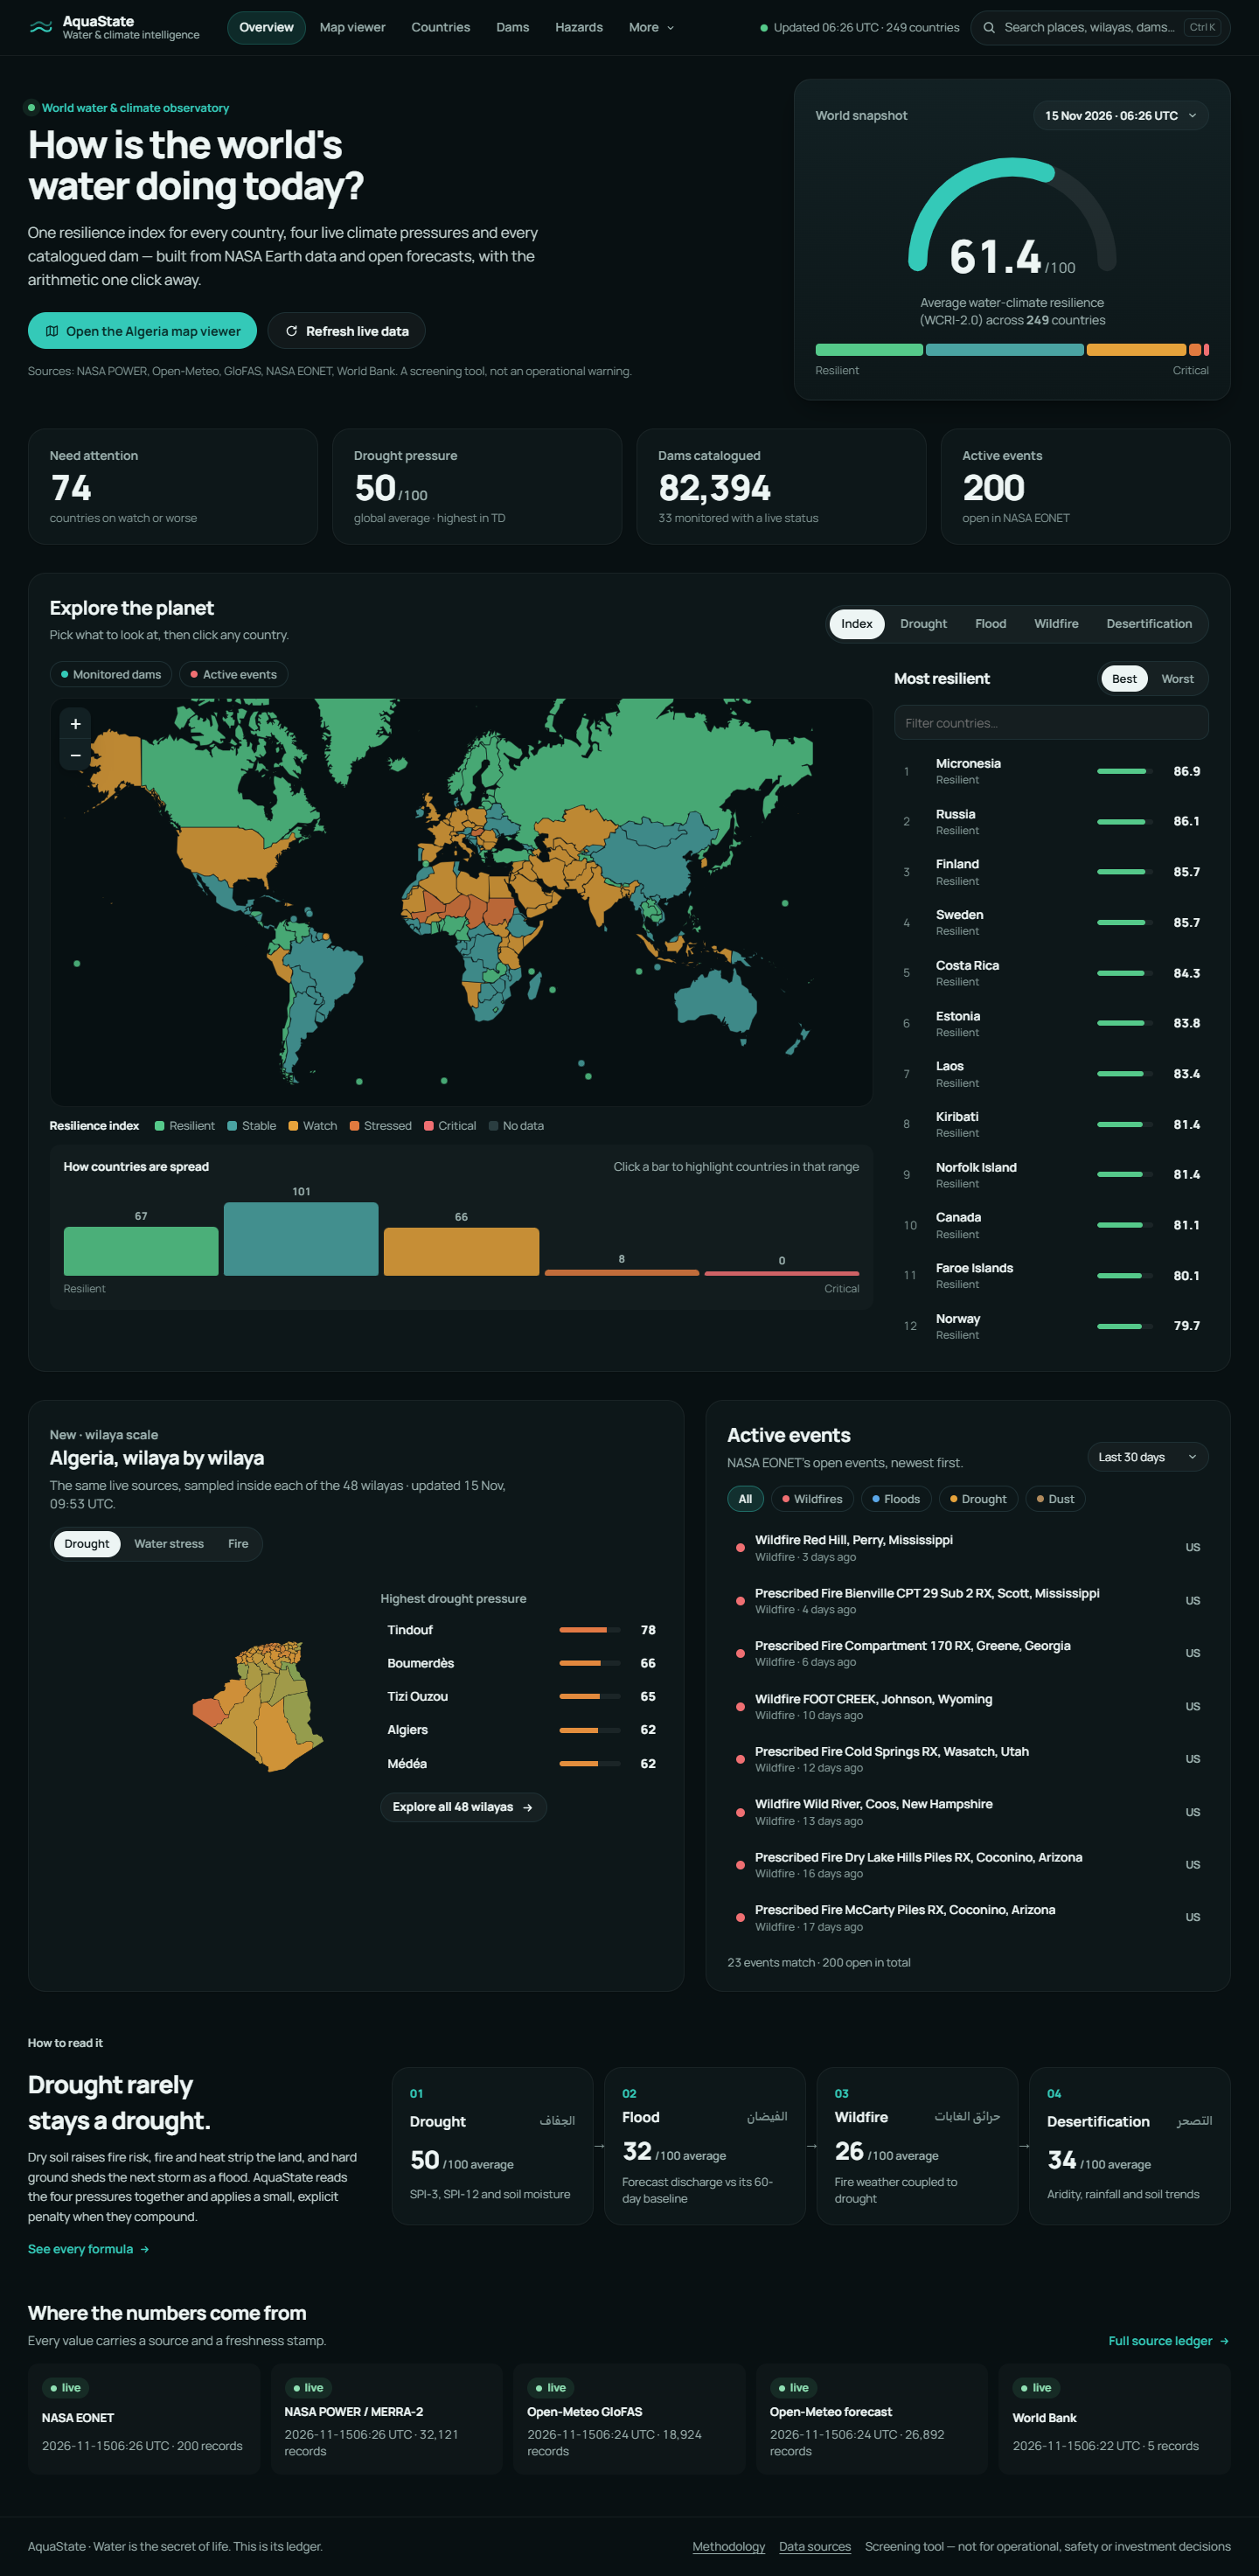 AquaState
Water & climate intelligence
Overview
Map viewer
Countries
Dams
Hazards
More
Updated 06:26 UTC · 249 countries
Search places, wilayas, dams...
Ctrl K
World water & climate observatory
How is the world's
water doing today?
One resilience index for every country, four live climate pressures and every
catalogued dam — built from NASA Earth data and open forecasts, with the
arithmetic one click away.
Open the Algeria map viewer
Refresh live data
Sources: NASA POWER, Open-Meteo, GloFAS, NASA EONET, World Bank. A screening tool, not an operational warning.
World snapshot
15 Nov 2026 · 06:26 UTC
61.4/100
Average water-climate resilience
(WCRI-2.0) across 249 countries
Resilient
Critical
Need attention
74
countries on watch or worse
Drought pressure
50/100
global average · highest in TD
Dams catalogued
82,394
33 monitored with a live status
Active events
200
open in NASA EONET
Explore the planet
Pick what to look at, then click any country.
Index
Drought
Flood
Wildfire
Desertification
Monitored dams
Active events
+
−
Resilience index
Resilient
Stable
Watch
Stressed
Critical
No data
How countries are spread
Click a bar to highlight countries in that range
67
101
66
8
0
Resilient
Critical
Most resilient
Best
Worst
Filter countries...
1
Micronesia
Resilient
86.9
2
Russia
Resilient
86.1
3
Finland
Resilient
85.7
4
Sweden
Resilient
85.7
5
Costa Rica
Resilient
84.3
6
Estonia
Resilient
83.8
7
Laos
Resilient
83.4
8
Kiribati
Resilient
81.4
9
Norfolk Island
Resilient
81.4
10
Canada
Resilient
81.1
11
Faroe Islands
Resilient
80.1
12
Norway
Resilient
79.7
New · wilaya scale
Algeria, wilaya by wilaya
The same live sources, sampled inside each of the 48 wilayas · updated 15 Nov,
09:53 UTC.
Drought
Water stress
Fire
Highest drought pressure
Tindouf
78
Boumerdès
66
Tizi Ouzou
65
Algiers
62
Médéa
62
Explore all 48 wilayas →
Active events
NASA EONET's open events, newest first.
Last 30 days
All
Wildfires
Floods
Drought
Dust
Wildfire Red Hill, Perry, Mississippi
Wildfire · 3 days ago
US
Prescribed Fire Bienville CPT 29 Sub 2 RX, Scott, Mississippi
Wildfire · 4 days ago
US
Prescribed Fire Compartment 170 RX, Greene, Georgia
Wildfire · 6 days ago
US
Wildfire FOOT CREEK, Johnson, Wyoming
Wildfire · 10 days ago
US
Prescribed Fire Cold Springs RX, Wasatch, Utah
Wildfire · 12 days ago
US
Wildfire Wild River, Coos, New Hampshire
Wildfire · 13 days ago
US
Prescribed Fire Dry Lake Hills Piles RX, Coconino, Arizona
Wildfire · 16 days ago
US
Prescribed Fire McCarty Piles RX, Coconino, Arizona
Wildfire · 17 days ago
US
23 events match · 200 open in total
How to read it
Drought rarely
stays a drought.
Dry soil raises fire risk, fire and heat strip the land, and hard
ground sheds the next storm as a flood. AquaState reads
the four pressures together and applies a small, explicit
penalty when they compound.
See every formula →
01
Drought
الجفاف
50 /100 average
SPI-3, SPI-12 and soil moisture
→
02
Flood
الفيضان
32 /100 average
Forecast discharge vs its 60-
day baseline
→
03
Wildfire
حرائق الغابات
26 /100 average
Fire weather coupled to
drought
→
04
Desertification
التصحر
34 /100 average
Aridity, rainfall and soil trends
Where the numbers come from
Every value carries a source and a freshness stamp.
Full source ledger →
live
NASA EONET
2026-11-1506:26 UTC · 200 records
live
NASA POWER / MERRA-2
2026-11-1506:26 UTC · 32,121
records
live
Open-Meteo GloFAS
2026-11-1506:24 UTC · 18,924
records
live
Open-Meteo forecast
2026-11-1506:24 UTC · 26,892
records
live
World Bank
2026-11-1506:22 UTC · 5 records
AquaState · Water is the secret of life. This is its ledger.
Methodology
Data sources
Screening tool — not for operational, safety or investment decisions